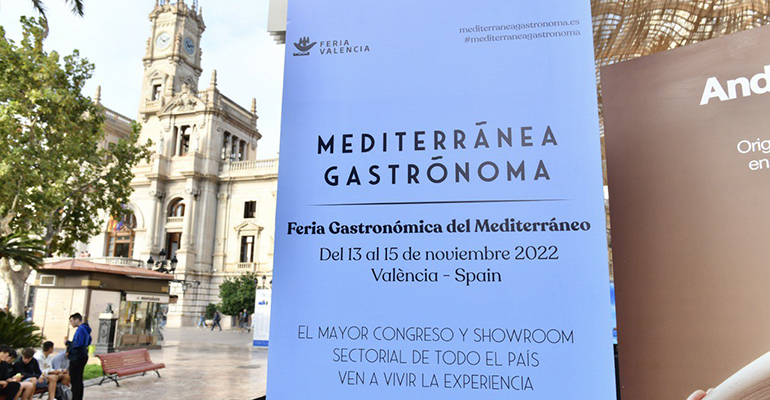 FERIA
VALENCIA
mediterraneagastronoma.es
#mediterraneagastronoma
MEDITERRĀNEA
GASTRŌNOMA
Feria Gastronómica del Mediterráneo
Del 13 al 15 de noviembre 2022
València - Spain
EL MAYOR CONGRESO Y SHOWROOM
SECTORIAL DE TODO EL PAÍS
VEN A VIVIR LA EXPERIENCIA
And
Orig
en